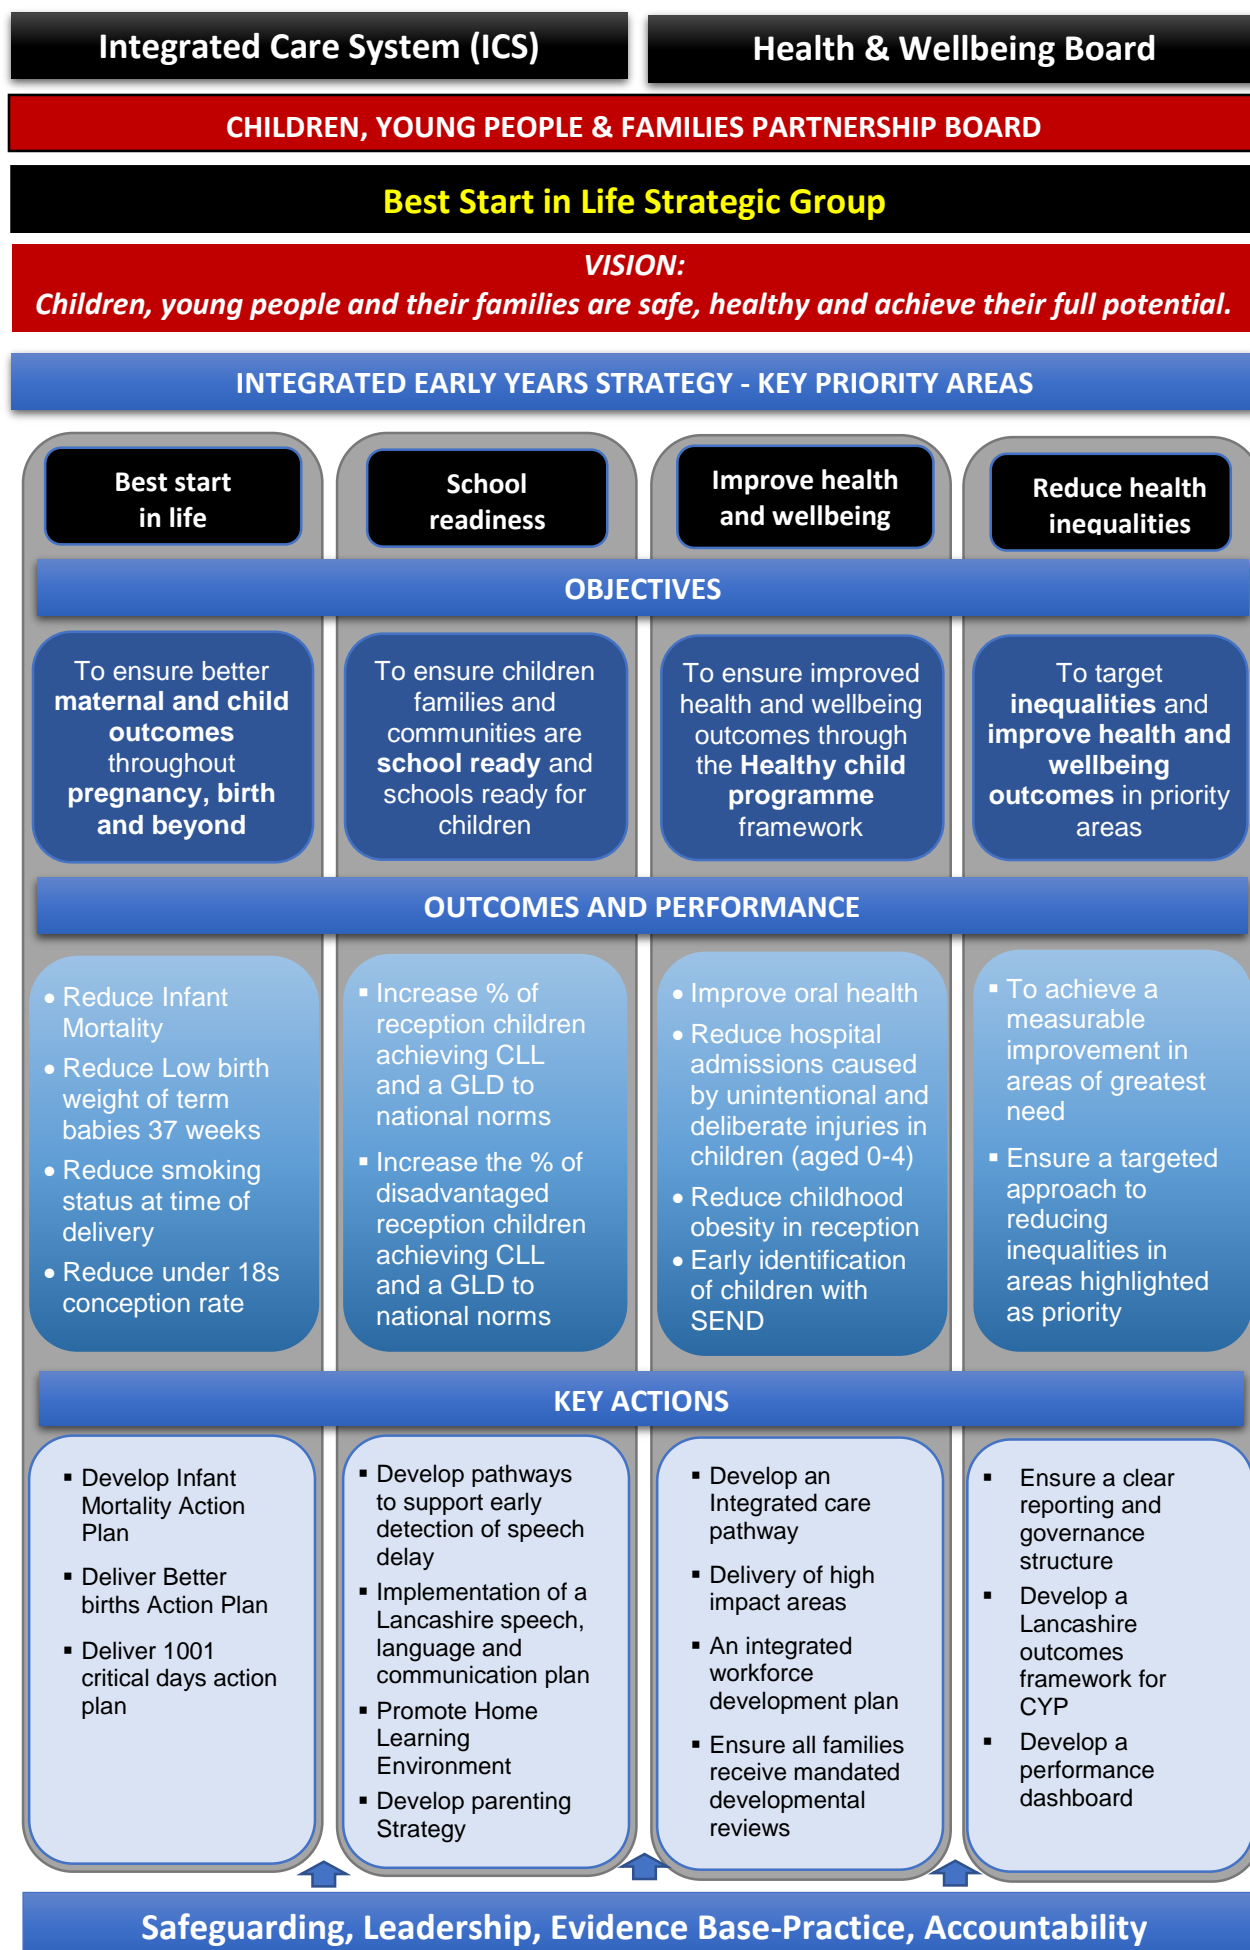 Integrated Care System (ICS)
Health & Wellbeing Board
CHILDREN, YOUNG PEOPLE & FAMILIES PARTNERSHIP BOARD
Best Start in Life Strategic Group
VISION:
Children, young people and their families are safe, healthy and achieve their full potential.
INTEGRATED EARLY YEARS STRATEGY - KEY PRIORITY AREAS
Best start
in life
School
readiness
Improve health
and wellbeing
Reduce health
inequalities
OBJECTIVES
To ensure better
maternal and child
outcomes
throughout
pregnancy, birth
and beyond
To ensure children
families and
communities are
school ready and
schools ready for
children
To ensure improved
health and wellbeing
outcomes through
the Healthy child
programme
framework
To target
inequalities and
improve health and
wellbeing
outcomes in priority
areas
OUTCOMES AND PERFORMANCE
• Reduce Infant
Mortality
• Reduce Low birth
weight of term
babies 37 weeks
• Reduce smoking
status at time of
delivery
• Reduce under 18s
conception rate
▪ Increase % of
reception children
achieving CLL
and a GLD to
national norms
▪ Increase the % of
disadvantaged
reception children
achieving CLL
and a GLD to
national norms
• Improve oral health
• Reduce hospital
admissions caused
by unintentional and
deliberate injuries in
children (aged 0-4)
• Reduce childhood
obesity in reception
• Early identification
of children with
SEND
▪ To achieve a
measurable
improvement in
areas of greatest
need
▪ Ensure a targeted
approach to
reducing
inequalities in
areas highlighted
as priority
KEY ACTIONS
▪ Develop Infant
Mortality Action
Plan
▪ Deliver Better
births Action Plan
▪ Deliver 1001
critical days action
plan
▪ Develop pathways
to support early
detection of speech
delay
▪ Implementation of a
Lancashire speech,
language and
communication plan
▪ Promote Home
Learning
Environment
▪ Develop parenting
Strategy
▪ Develop an
Integrated care
pathway
▪ Delivery of high
impact areas
▪ An integrated
workforce
development plan
▪ Ensure all families
receive mandated
developmental
reviews
▪ Ensure a clear
reporting and
governance
structure
▪ Develop a
Lancashire
outcomes
framework for
CYP
▪ Develop a
performance
dashboard
Safeguarding, Leadership, Evidence Base-Practice, Accountability